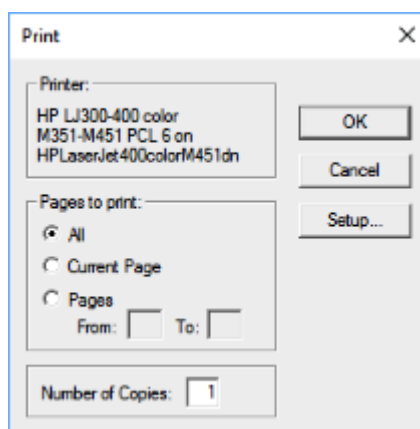 Print
Printer:
HP LJ300-400 color
M351-M451 PCL 6 on
HPLaserJet400colorM451dn
OK
Cancel
Setup...
Pages to print:
All
Current Page
Pages
From: To:
Number of Copies: 1